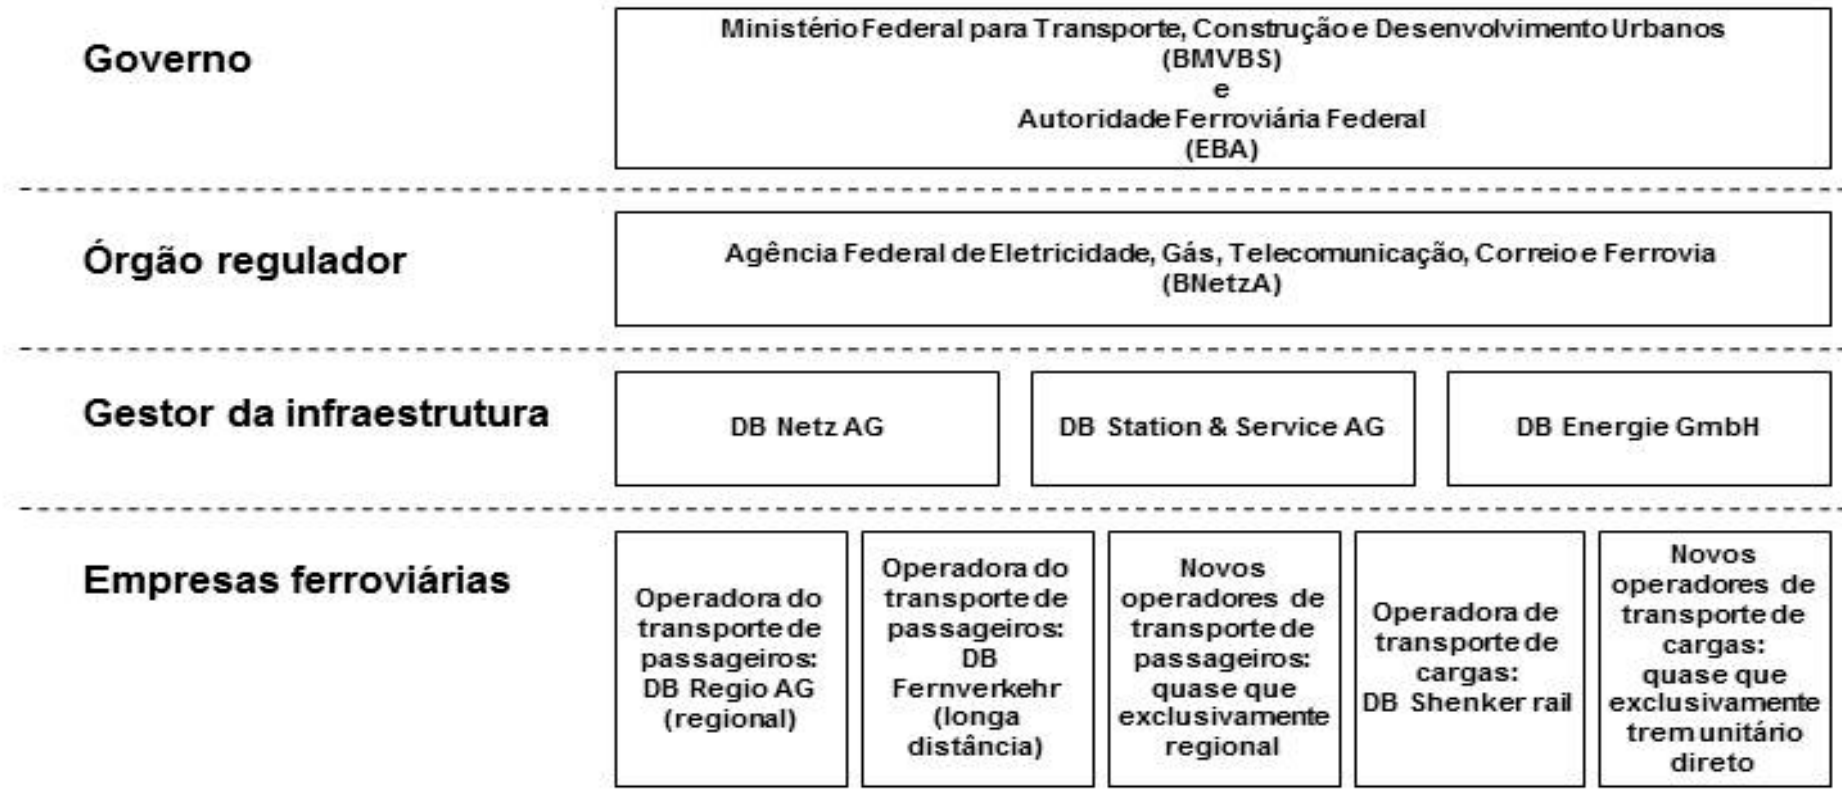 Governo
Ministério Federal para Transporte, Construção e Desenvolvimento Urbanos
(BMVBS)
e
Autoridade Ferroviária Federal
(EBA)
Órgão regulador
Agência Federal de Eletricidade, Gás, Telecomunicação, Correio e Ferrovia
(BNetzA)
Gestor da infraestrutura
DB Netz AG
DB Station & Service AG
DB Energie GmbH
Empresas ferroviárias
Operadora do
transporte de
passageiros:
DB Regio AG
(regional)
Operadora do
transporte de
passageiros:
DB
Fernverkehr
(longa
distância)
Novos
operadores de
transporte de
passageiros:
quase que
exclusivamente
regional
Operadora de
transporte de
cargas:
DB Shenker rail
Novos
operadores de
transporte de
cargas:
quase que
exclusivamente
trem unitário
direto